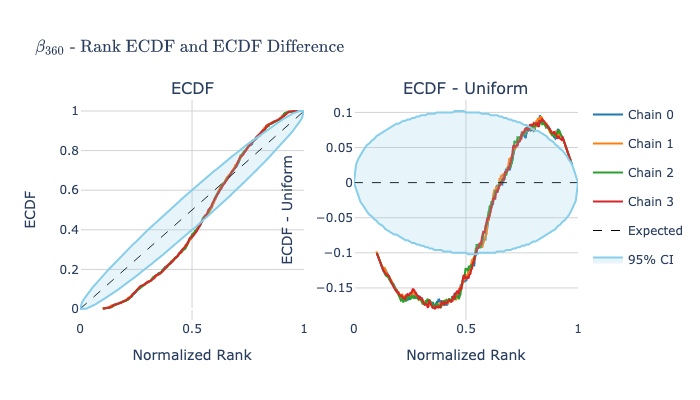 β360 - Rank ECDF and ECDF Difference
ECDF
ECDF - Uniform
1
0.8
0.6
0.4
0.2
0
0
0.5
1
ECDF
Normalized Rank
0.1
0.05
0
−0.05
−0.1
−0.15
0
0.5
1
ECDF - Uniform
Normalized Rank
Chain 0
Chain 1
Chain 2
Chain 3
Expected
95% CI